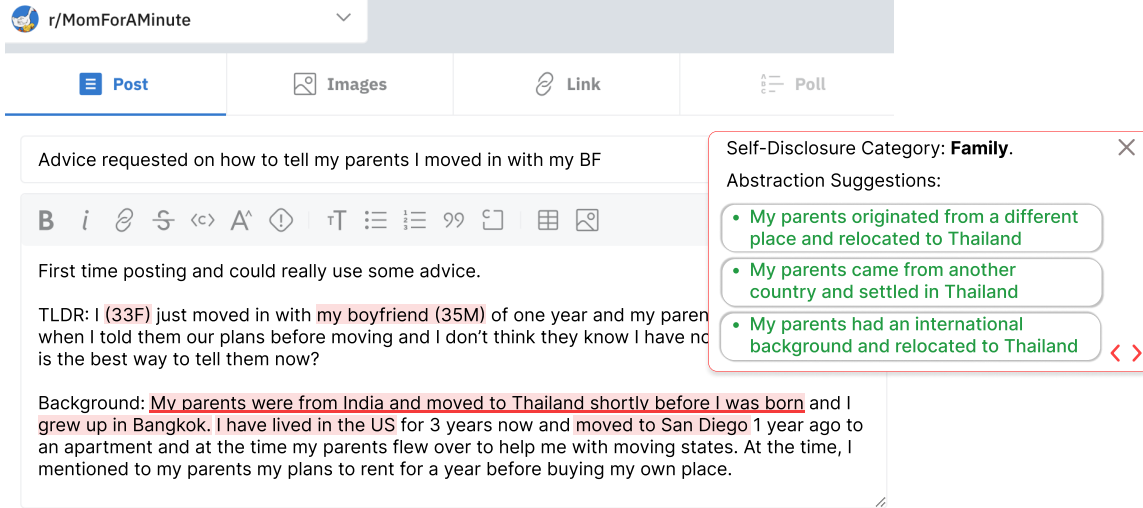 r/MomForAMinute
Post
Images
Link
Poll
Advice requested on how to tell my parents I moved in with my BF
First time posting and could really use some advice.
TLDR: I (33F) just moved in with my boyfriend (35M) of one year and my paren
when I told them our plans before moving and I don’t think they know I have no
is the best way to tell them now?
Background: My parents were from India and moved to Thailand shortly before I was born and I
grew up in Bangkok. I have lived in the US for 3 years now and moved to San Diego 1 year ago to
an apartment and at the time my parents flew over to help me with moving states. At the time, I
mentioned to my parents my plans to rent for a year before buying my own place.
Self-Disclosure Category: Family.
Abstraction Suggestions:
• My parents originated from a different
place and relocated to Thailand
• My parents came from another
country and settled in Thailand
• My parents had an international
background and relocated to Thailand